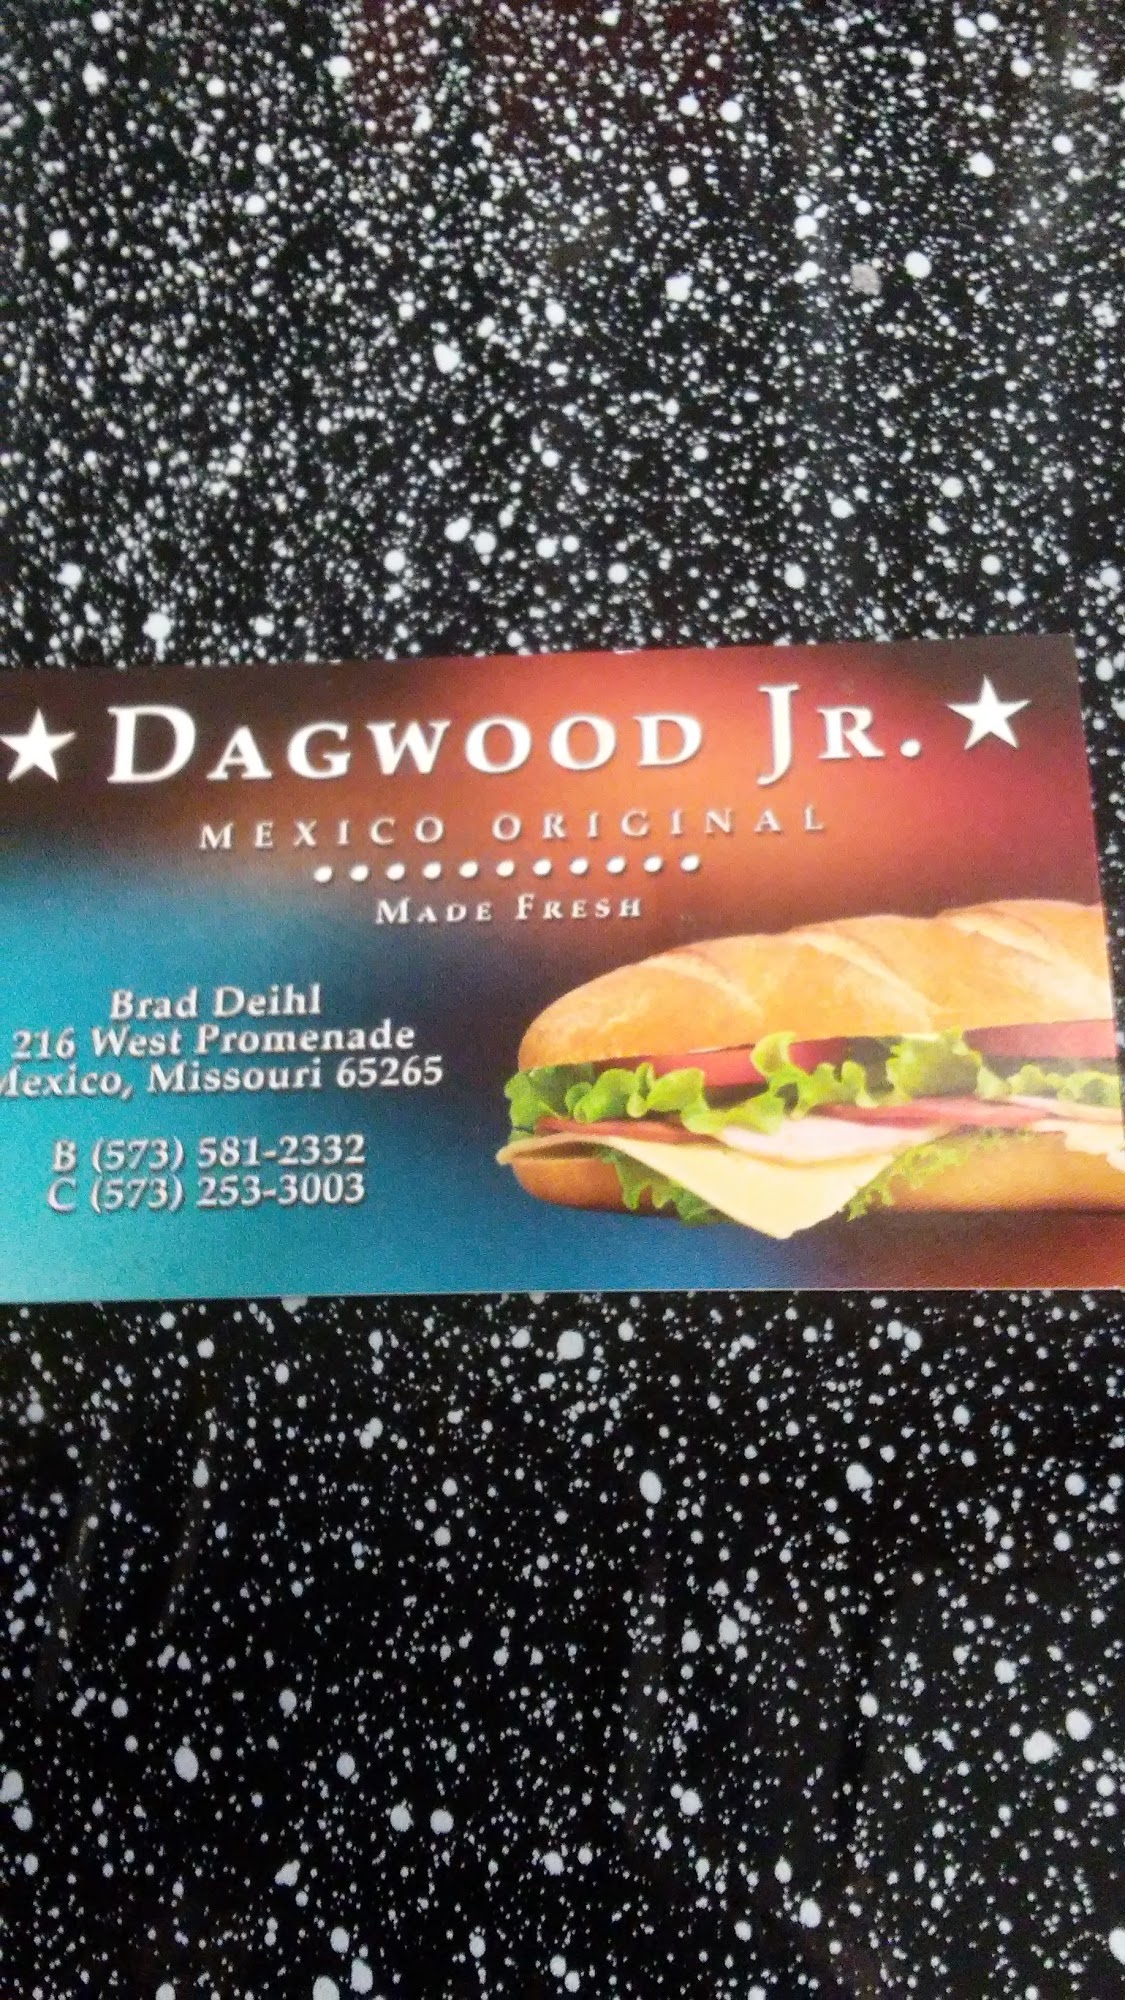 DAGWOOD JR.
MEXICO ORIGINAL
MADE FRESH
Brad Deihl
216 West Promenade
Mexico, Missouri 65265
B (573) 581-2332
C (573) 253-3003